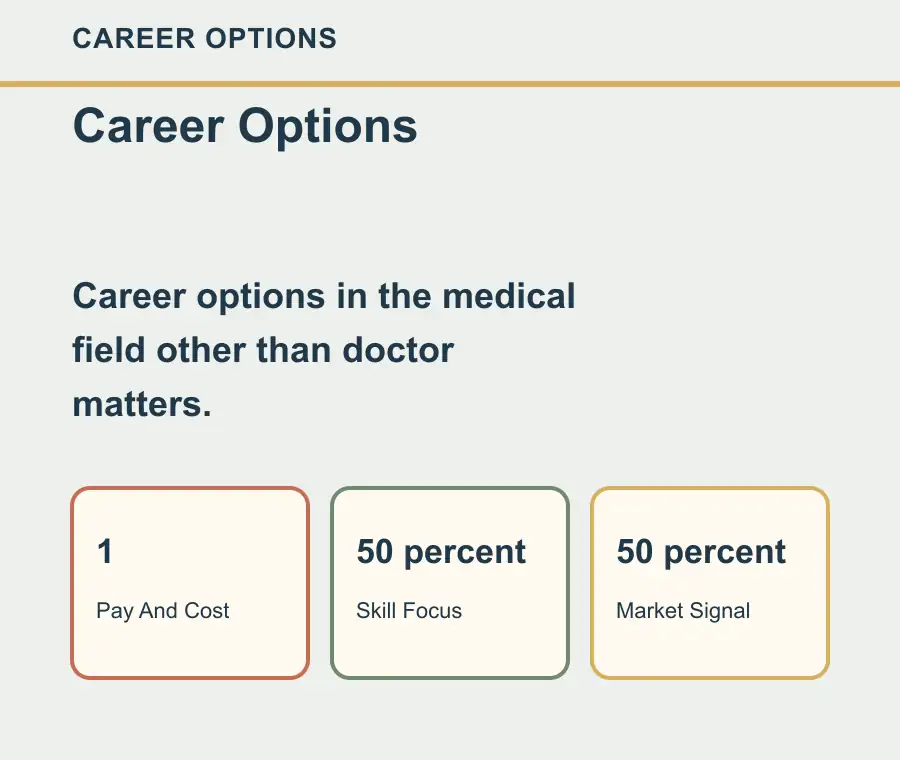 CAREER OPTIONS
Career Options
Career options in the medical
field other than doctor
matters.
1
Pay And Cost
50 percent
Skill Focus
50 percent
Market Signal